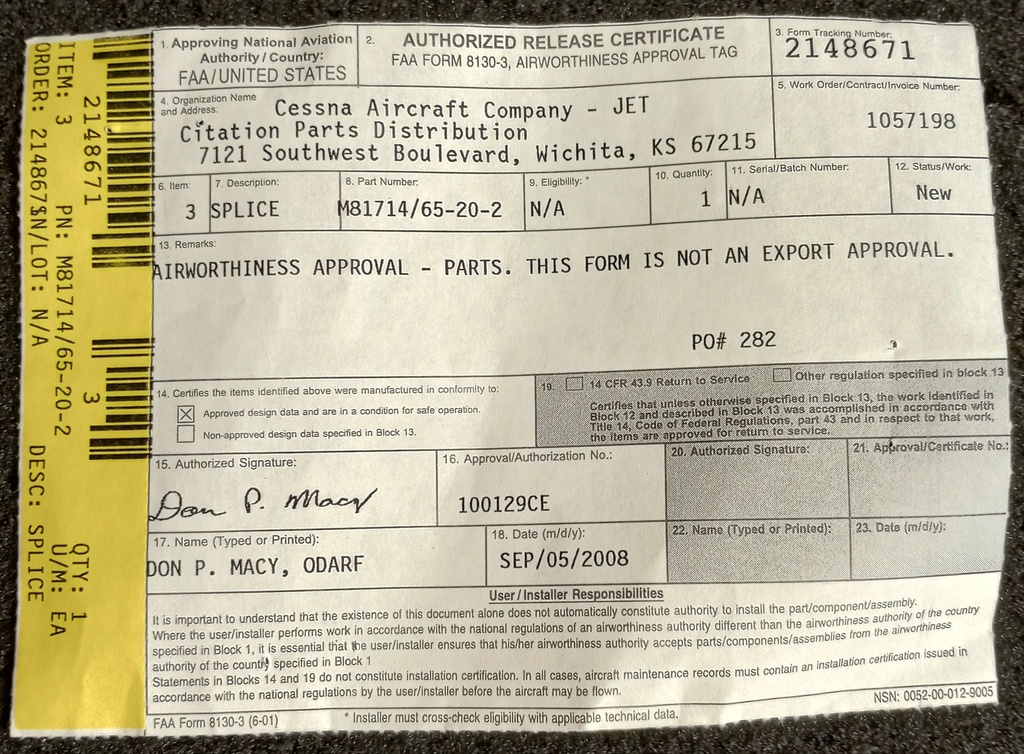 1. Approving National Aviation
Authority / Country:
FAA/UNITED STATES
2.
AUTHORIZED RELEASE CERTIFICATE
FAA FORM 8130-3, AIRWORTHINESS APPROVAL TAG
3. Form Tracking Number:
2148671
4. Organization Name
and Address:
Cessna Aircraft Company - JET
Citation Parts Distribution
7121 Southwest Boulevard, Wichita, KS 67215
5. Work Order/Contract/Invoice Number:
1057198
6. Item:
3
7. Description:
SPLICE
8. Part Number:
M81714/65-20-2
9. Eligibility: *
N/A
10. Quantity:
1
11. Serial/Batch Number:
N/A
12. Status/Work:
New
13. Remarks:
AIRWORTHINESS APPROVAL - PARTS. THIS FORM IS NOT AN EXPORT APPROVAL.
PO# 282
14. Certifies the items identified above were manufactured in conformity to:
Approved design data and are in a condition for safe operation.
Non-approved design data specified in Block 13.
19. 14 CFR 43.9 Return to Service Other regulation specified in block 13
Certifies that unless otherwise specified in Block 13, the work identified in
Block 12 and described in Block 13 was accomplished in accordance with
Title 14, Code of Federal Regulations, part 43 and in respect to that work,
the items are approved for return to service.
15. Authorized Signature:
Don P. Macy
16. Approval/Authorization No.:
100129CE
20. Authorized Signature:
21. Approval/Certificate No.:
17. Name (Typed or Printed):
DON P. MACY, ODARF
18. Date (m/d/y):
SEP/05/2008
22. Name (Typed or Printed):
23. Date (m/d/y):
User/Installer Responsibilities
It is important to understand that the existence of this document alone does not automatically constitute authority to install the part/component/assembly.
Where the user/installer performs work in accordance with the national regulations of an airworthiness authority different than the airworthiness authority of the country
specified in Block 1, it is essential that the user/installer ensures that his/her airworthiness authority accepts parts/components/assemblies from the airworthiness
authority of the country specified in Block 1
Statements in Blocks 14 and 19 do not constitute installation certification. In all cases, aircraft maintenance records must contain an installation certification issued in
accordance with the national regulations by the user/installer before the aircraft may be flown.
NSN: 0052-00-012-9005
FAA Form 8130-3 (6-01)
* Installer must cross-check eligibility with applicable technical data.
2148671 3
ITEM: 3 PN: M81714/65-20-2 QTY: 1
U/M: EA
ORDER: 214867SN/LOT: N/A DESC: SPLICE